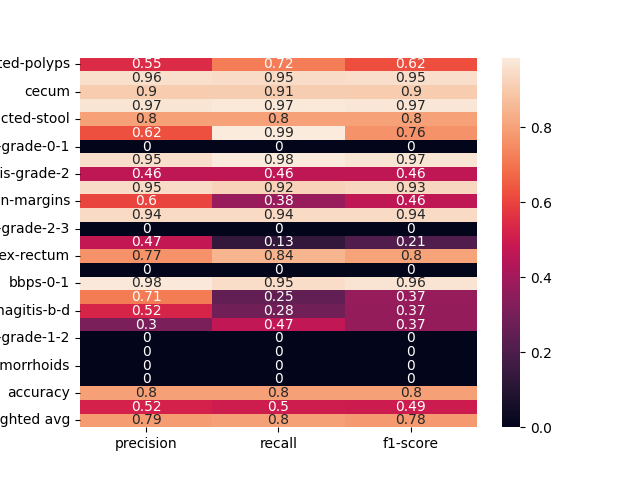 ted-polyps 0.55 0.72 0.62
0.96 0.95 0.95
cecum 0.9 0.91 0.9
0.97 0.97 0.97
cted-stool 0.8 0.8 0.8
0.62 0.99 0.76
-grade-0-1 0 0 0
0.95 0.98 0.97
is-grade-2 0.46 0.46 0.46
0.95 0.92 0.93
n-margins 0.6 0.38 0.46
0.94 0.94 0.94
-grade-2-3 0 0 0
0.47 0.13 0.21
ex-rectum 0.77 0.84 0.8
0 0 0
bbps-0-1 0.98 0.95 0.96
0.71 0.25 0.37
nagitis-b-d 0.52 0.28 0.37
0.3 0.47 0.37
-grade-1-2 0 0 0
0 0 0
morrhoids 0 0 0
0 0 0
accuracy 0.8 0.8 0.8
0.52 0.5 0.49
ghted avg 0.79 0.8 0.78
precision recall f1-score
0.8
0.6
0.4
0.2
0.0